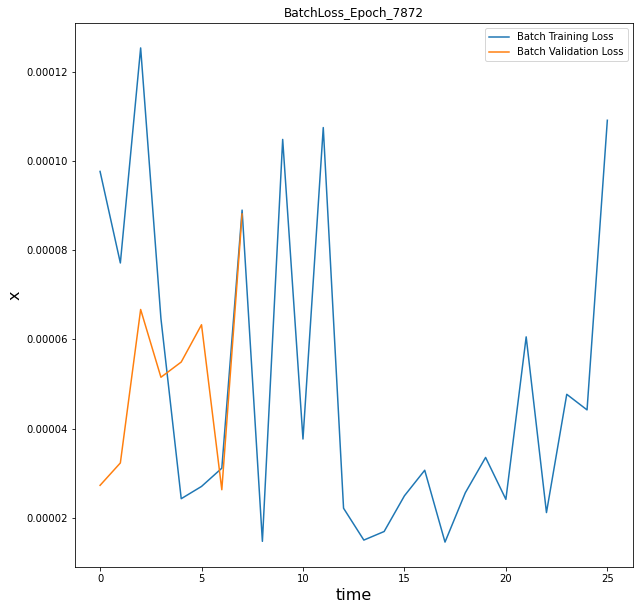 BatchLoss_Epoch_7872
Batch Training Loss
Batch Validation Loss
0.00012
0.00010
0.00008
0.00006
0.00004
0.00002
x
0 5 10 15 20 25
time